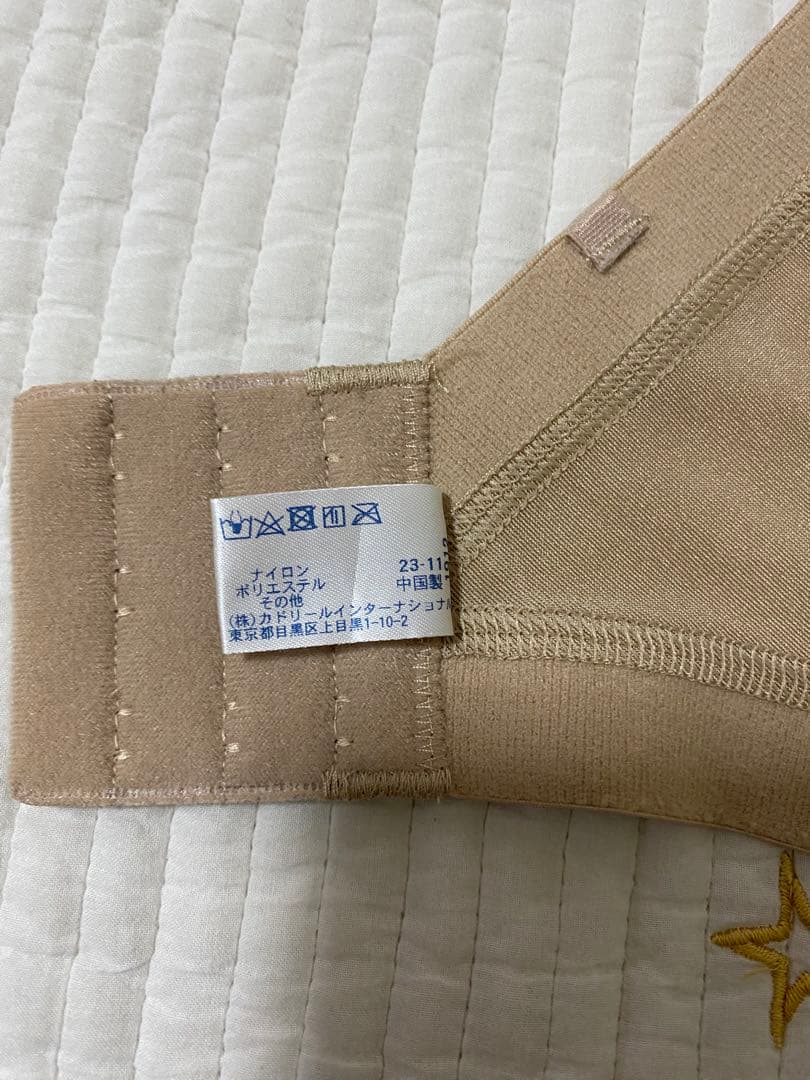 ナイロン 23-11
ポリエステル 中国製
その他
(株)カドリールインターナショナル
東京都目黒区上目黒1-10-2